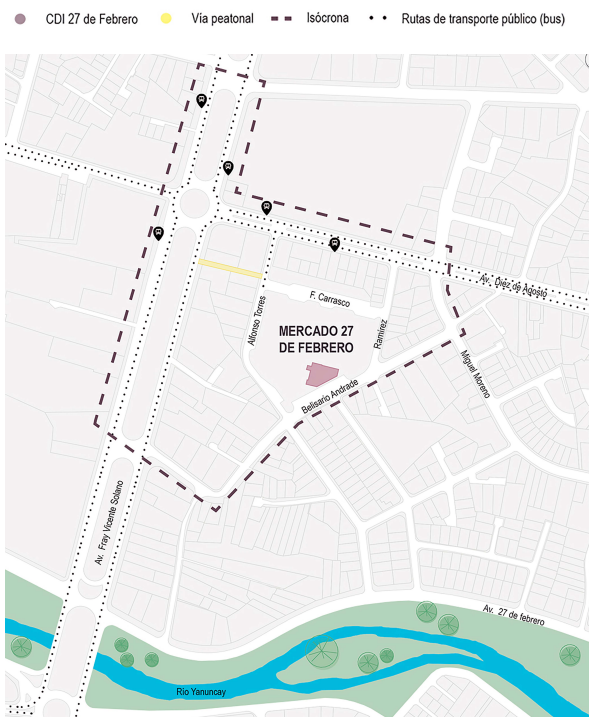 CDI 27 de Febrero
Vía peatonal
Isócrona
Rutas de transporte público (bus)
Av. Diez de Agosto
F. Carrasco
Alfonso Torres
MERCADO 27
DE FEBRERO
Ramírez
Miguel Moreno
Belisario Andrade
Av. Fray Vicente Solano
Av. 27 de febrero
Río Yanuncay